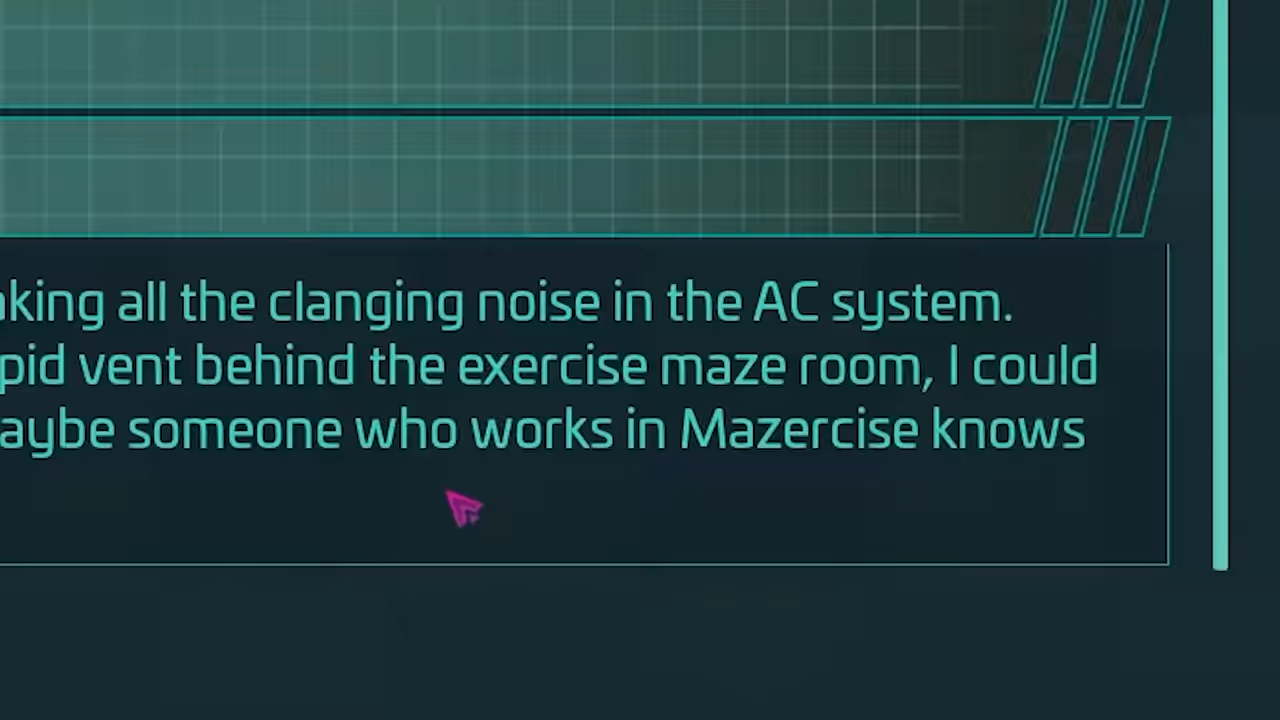 aking all the clanging noise in the AC system.
pid vent behind the exercise maze room, I could
aybe someone who works in Mazercise knows